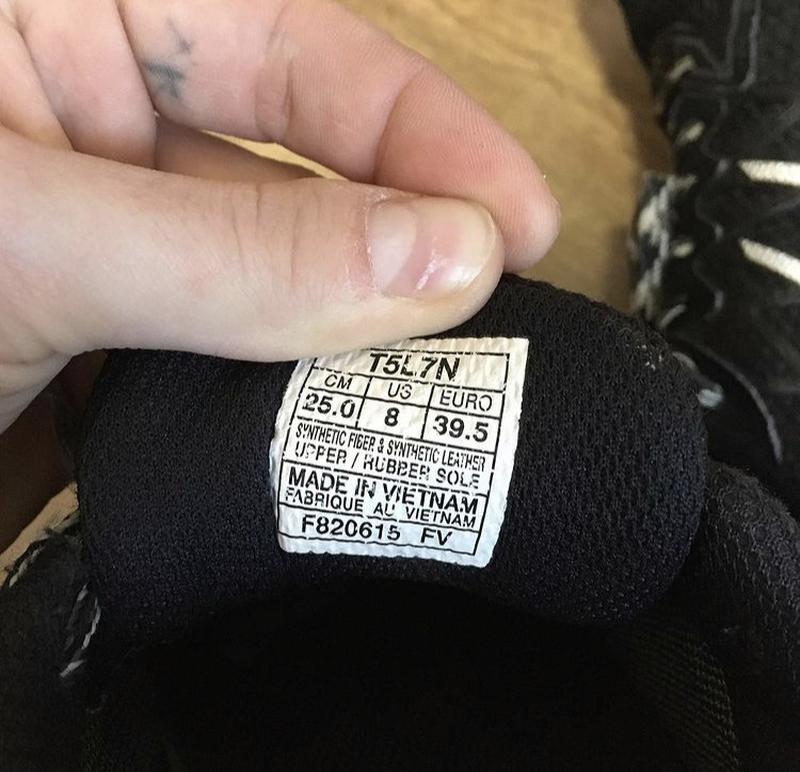 T5L7N
CM US EURO
25.0 8 39.5
SYNTHETIC FIBER & SYNTHETIC LEATHER
UPPER / RUBBER SOLE
MADE IN VIETNAM
FABRIQUE AU VIETNAM
F820615 FV